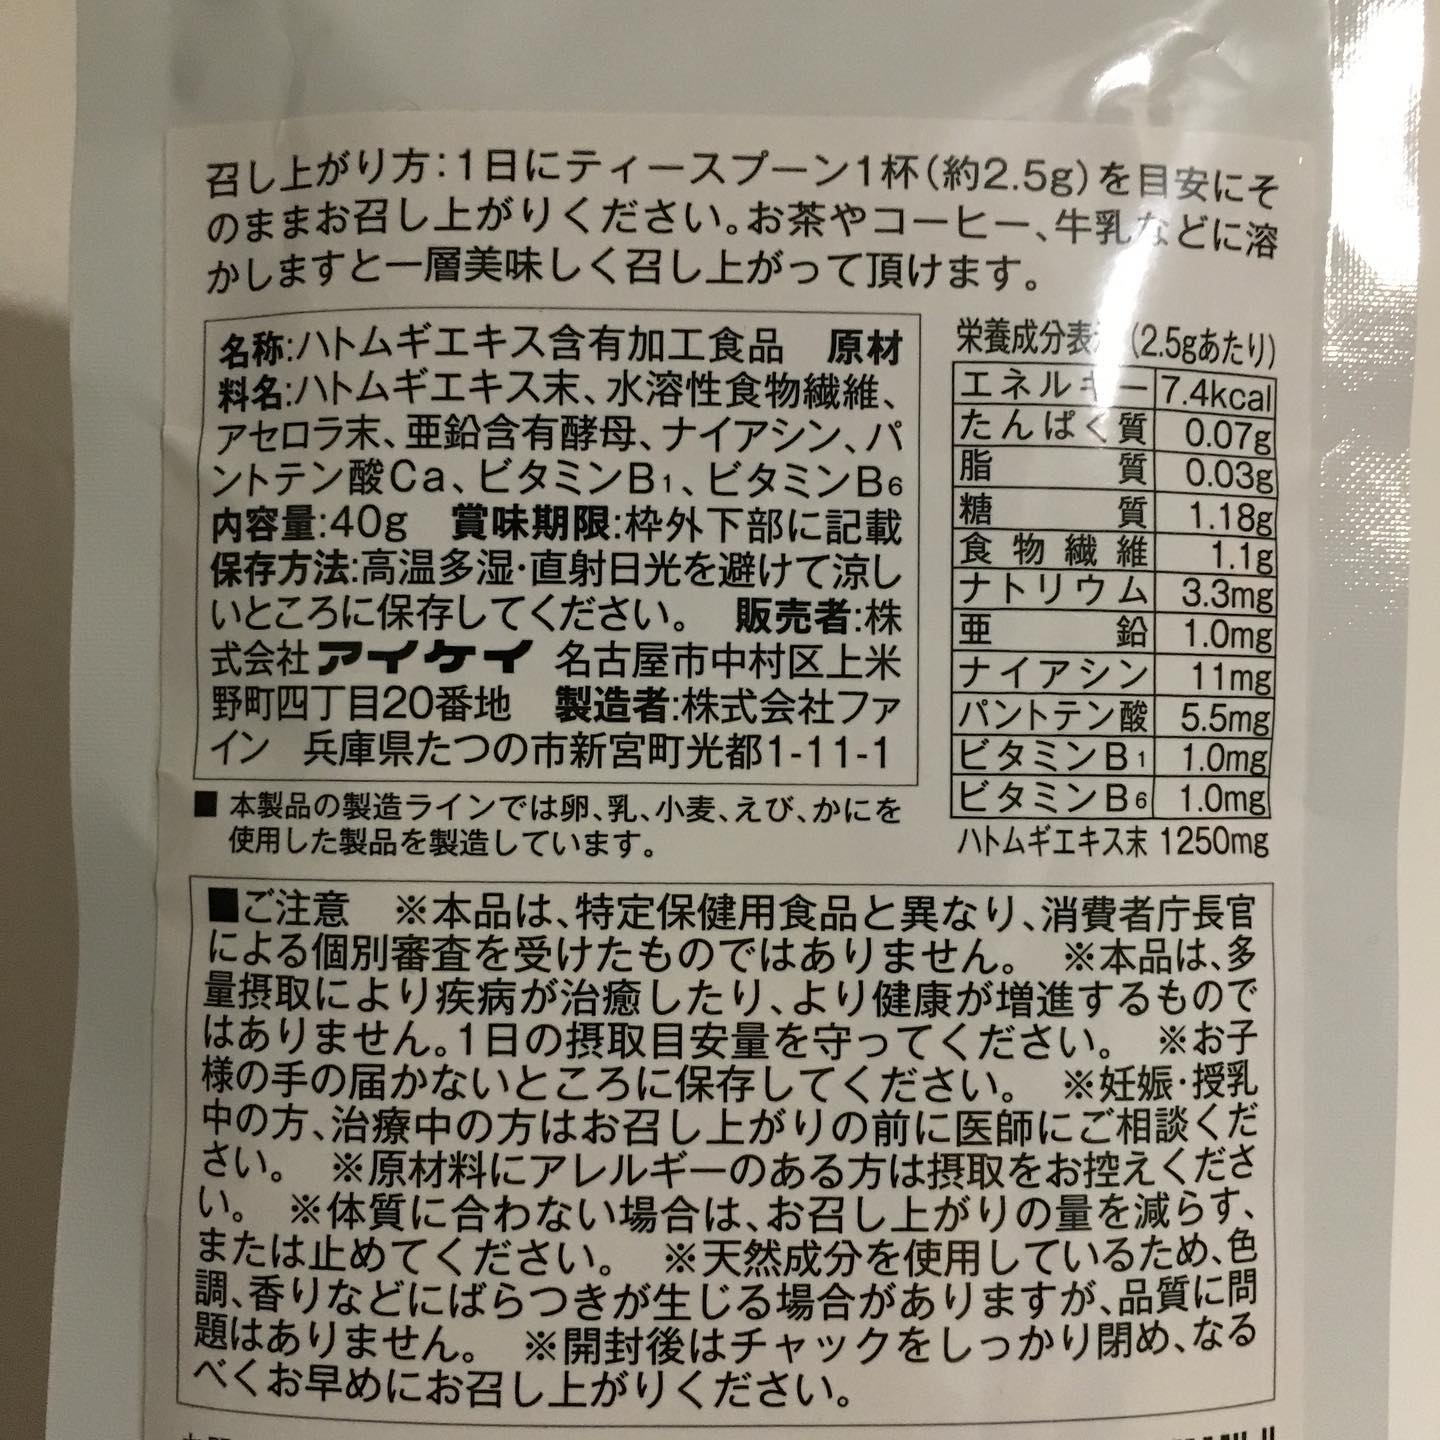 召し上がり方:1日にティースプーン1杯(約2.5g)を目安にそ
のままお召し上がりください。お茶やコーヒー、牛乳などに溶
かしますと一層美味しく召し上がって頂けます。
名称:ハトムギエキス含有加工食品 原材
料名:ハトムギエキス末、水溶性食物繊維、
アセロラ末、亜鉛含有酵母、ナイアシン、パ
ントテン酸Ca、ビタミンB1、ビタミンB6
内容量:40g 賞味期限:枠外下部に記載
保存方法:高温多湿・直射日光を避けて涼し
いところに保存してください。 販売者:株
式会社アイケイ 名古屋市中村区上米
野町四丁目20番地 製造者:株式会社ファ
イン 兵庫県たつの市新宮町光都1-11-1
■ 本製品の製造ラインでは卵、乳、小麦、えび、かにを
使用した製品を製造しています。
栄養成分表 (2.5gあたり)
エネルギー 7.4kcal
たんぱく質 0.07g
脂質 0.03g
糖質 1.18g
食物繊維 1.1g
ナトリウム 3.3mg
亜鉛 1.0mg
ナイアシン 11mg
パントテン酸 5.5mg
ビタミンB1 1.0mg
ビタミンB6 1.0mg
ハトムギエキス末 1250mg
■ご注意 ※本品は、特定保健用食品と異なり、消費者庁長官
による個別審査を受けたものではありません。 ※本品は、多
量摂取により疾病が治癒したり、より健康が増進するもので
はありません。1日の摂取目安量を守ってください。 ※お子
様の手の届かないところに保存してください。 ※妊娠・授乳
中の方、治療中の方はお召し上がりの前に医師にご相談くだ
さい。 ※原材料にアレルギーのある方は摂取をお控えくださ
い。 ※体質に合わない場合は、お召し上がりの量を減らす、
または止めてください。 ※天然成分を使用しているため、色
調、香りなどにばらつきが生じる場合がありますが、品質に問
題はありません。 ※開封後はチャックをしっかり閉め、なる
べくお早めにお召し上がりください。